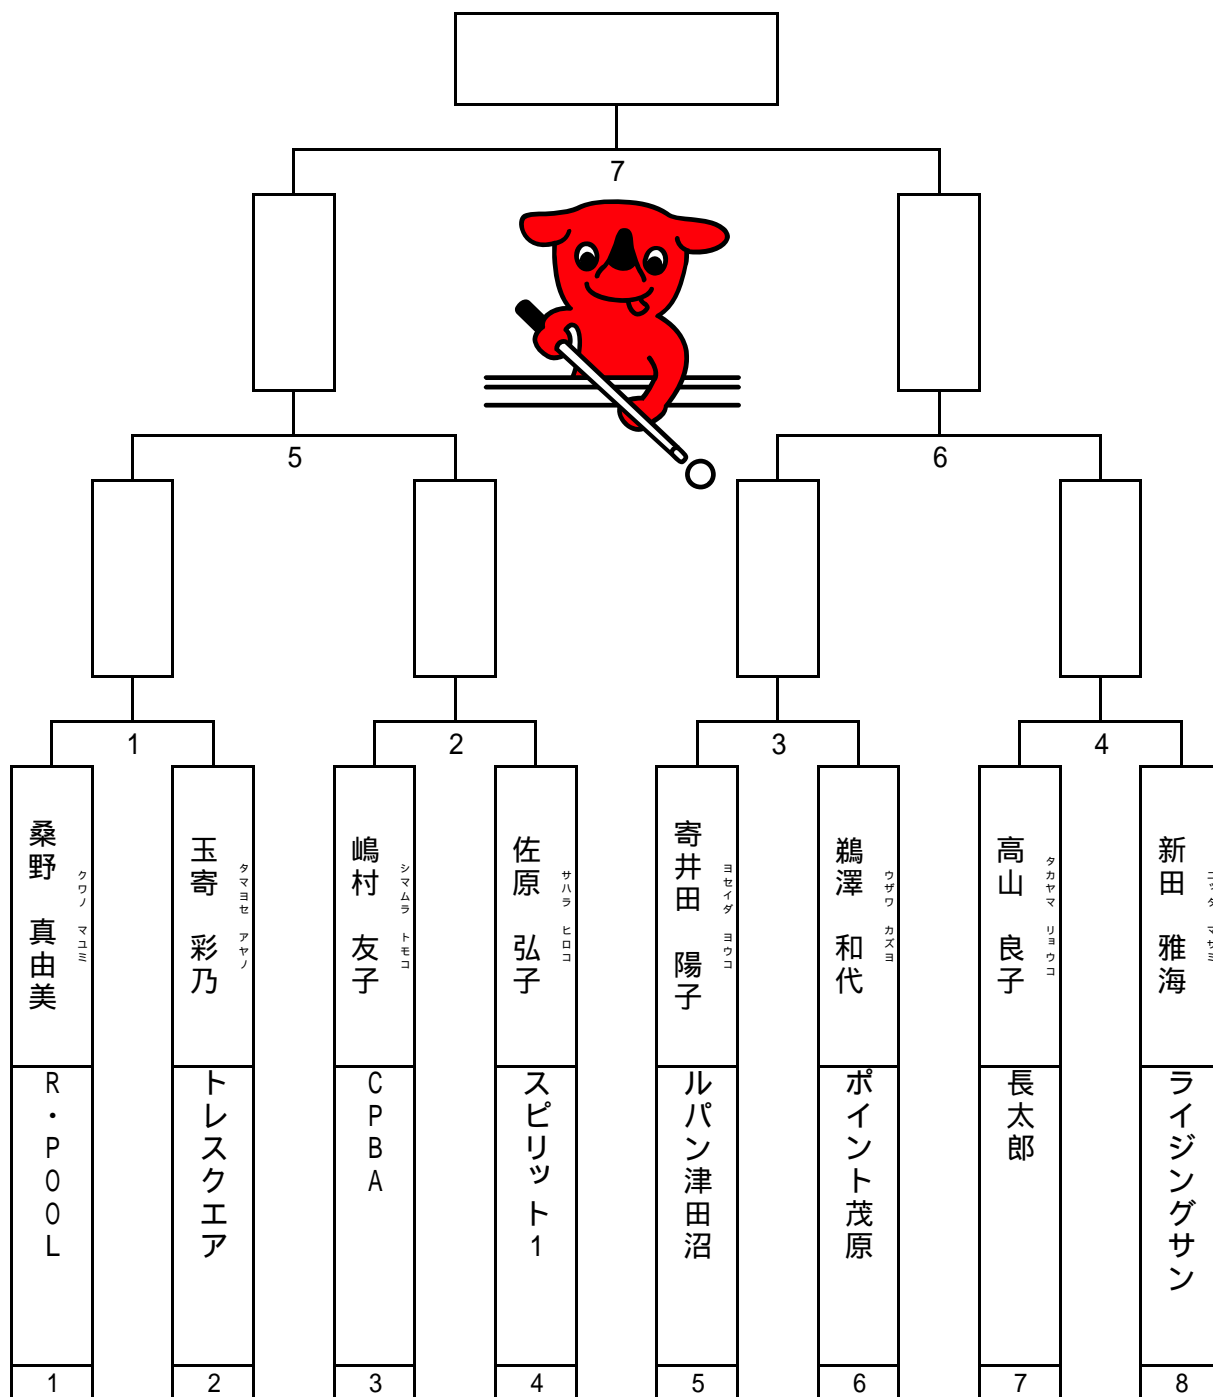 7
5
6
1
2
3
4
桑野 真由美
クワノ マユミ
玉寄 彩乃
タマヨセ アヤノ
嶋村 友子
シマムラ トモコ
佐原 弘子
サハラ ヒロコ
寄井田 陽子
ヨセイダ ヨウコ
鵜澤 和代
ウザワ カズヨ
高山 良子
タカヤマ リョウコ
新田 雅海
ニッタ マサミ
R・POOL
トレスクエア
CPBA
スピリット1
ルパン津田沼
ポイント茂原
長太郎
ライジングサン
1
2
3
4
5
6
7
8